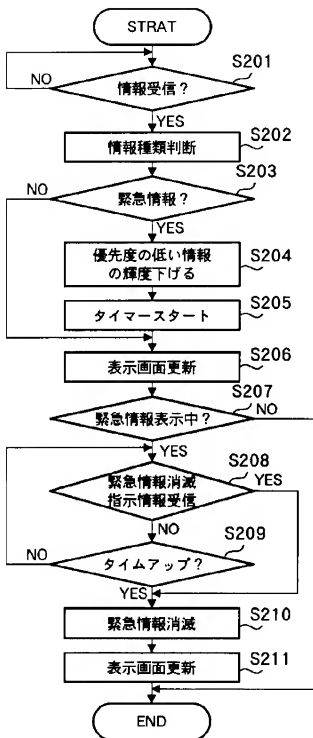 STRAT
S201
情報受信?
NO
YES
S202
情報種類判断
S203
NO
緊急情報?
YES
S204
優先度の低い情報
の輝度下げる
S205
タイマースタート
S206
表示画面更新
S207
緊急情報表示中?
NO
YES
S208
緊急情報消滅
指示情報受信
YES
NO
S209
NO
タイムアップ?
YES
S210
緊急情報消滅
S211
表示画面更新
END